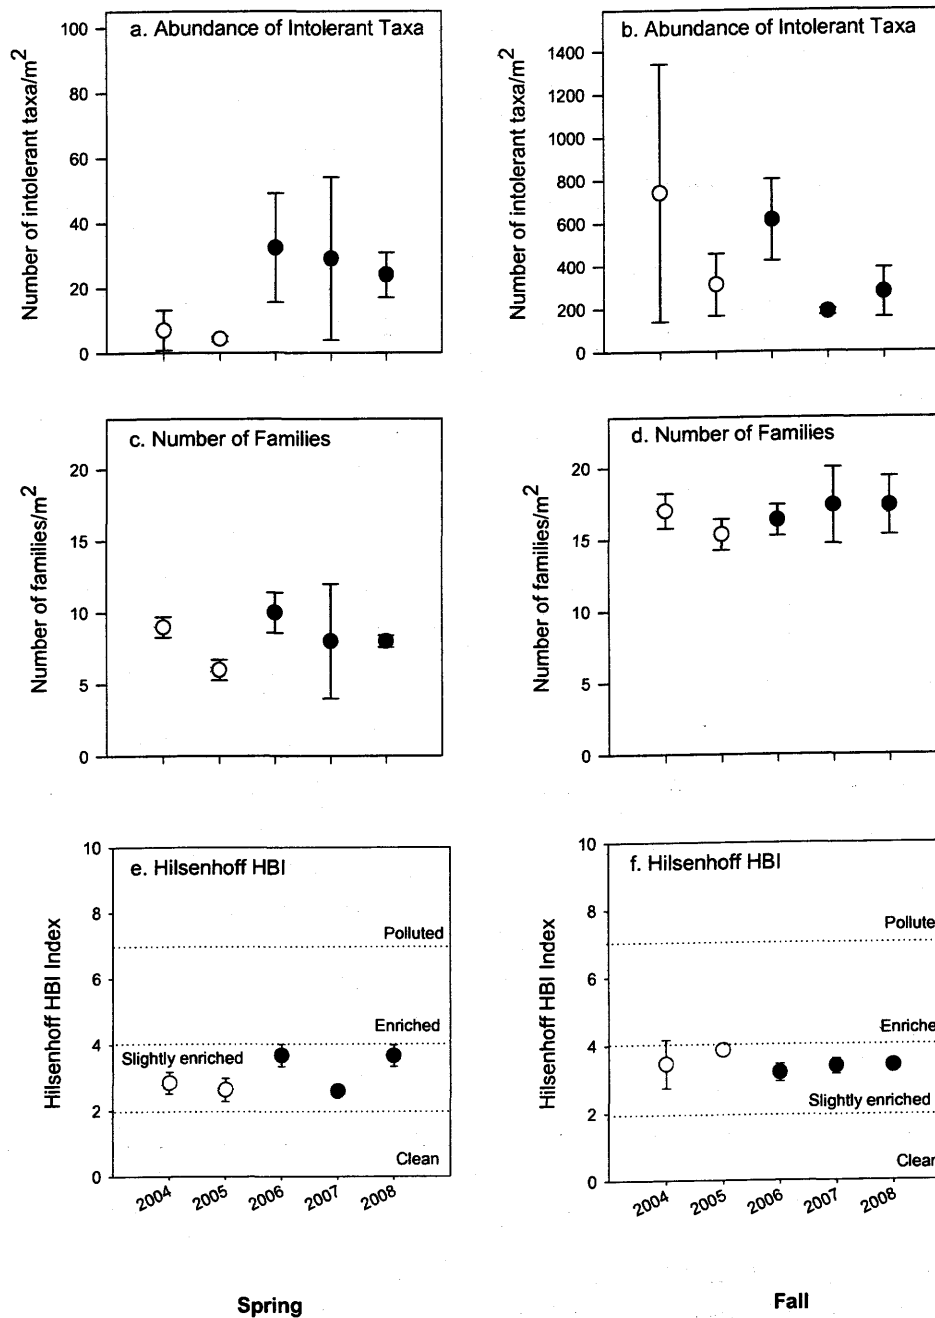 a. Abundance of Intolerant Taxa
Number of intolerant taxa/m2
100
80
60
40
20
0
b. Abundance of Intolerant Taxa
Number of intolerant taxa/m2
1400
1200
1000
800
600
400
200
0
c. Number of Families
Number of families/m2
20
15
10
5
0
d. Number of Families
Number of families/m2
20
15
10
5
0
e. Hilsenhoff HBI
Hilsenhoff HBI Index
10
8
6
4
2
0
Polluted
Enriched
Slightly enriched
Clean
2004
2005
2006
2007
2008
Spring
f. Hilsenhoff HBI
Hilsenhoff HBI Index
10
8
6
4
2
0
Pollute
Enriche
Slightly enriched
Clear
2004
2005
2006
2007
2008
Fall